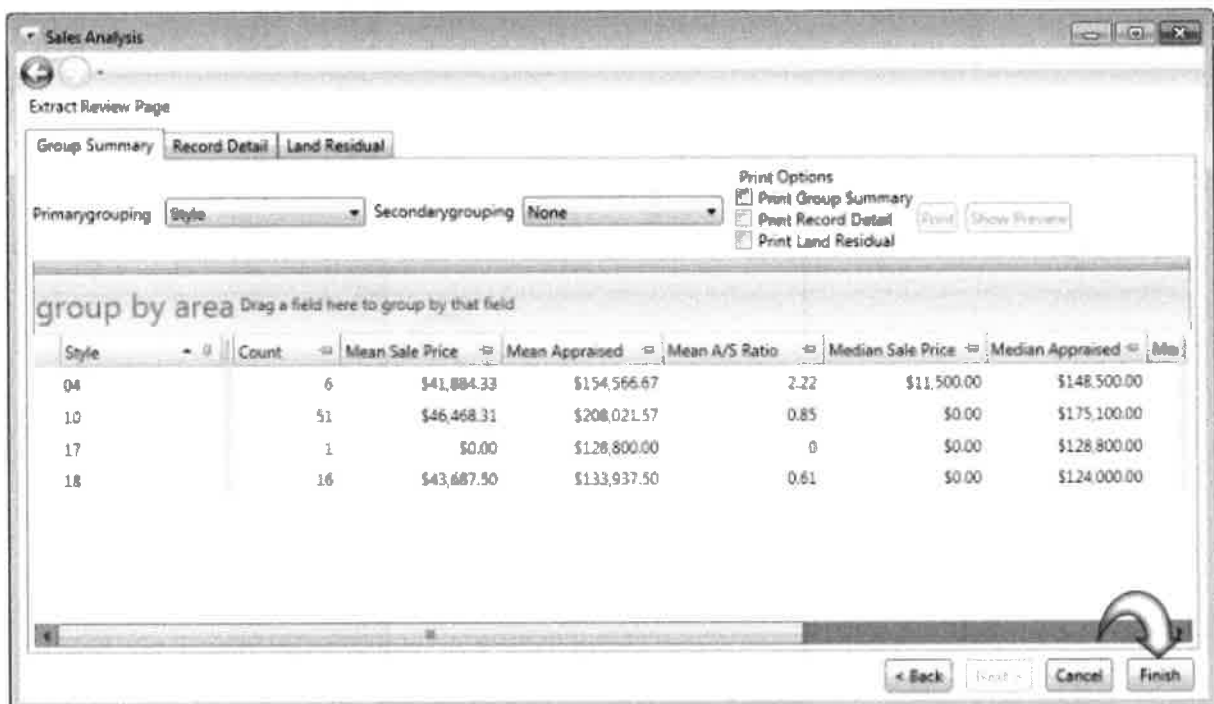 Sales Analysis
Extract Review Page
Group Summary Record Detail Land Residual
Print Options
Print Group Summary
Primarygrouping Style Secondarygrouping None Print Record Detail Print Show Preview
Print Land Residual
group by area Drag a field here to group by that field
Style Count Mean Sale Price Mean Appraised Mean A/S Ratio Median Sale Price Median Appraised
04 6 $41,884.33 $154,566.67 2.22 $11,500.00 $148,500.00
10 51 $46,468.31 $208,021.57 0.85 $0.00 $175,100.00
17 1 $0.00 $128,800.00 0 $0.00 $128,800.00
18 16 $43,687.50 $133,937.50 0.61 $0.00 $124,000.00
< Back Next > Cancel Finish